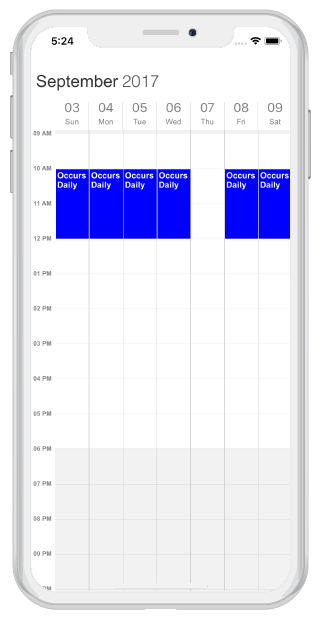 5:24
September 2017
03 04 05 06 07 08 09
Sun Mon Tue Wed Thu Fri Sat
09 AM
10 AM
Occurs Daily Occurs Daily Occurs Daily Occurs Daily Occurs Daily Occurs Daily
11 AM
12 PM
01 PM
02 PM
03 PM
04 PM
05 PM
06 PM
07 PM
08 PM
09 PM
PM